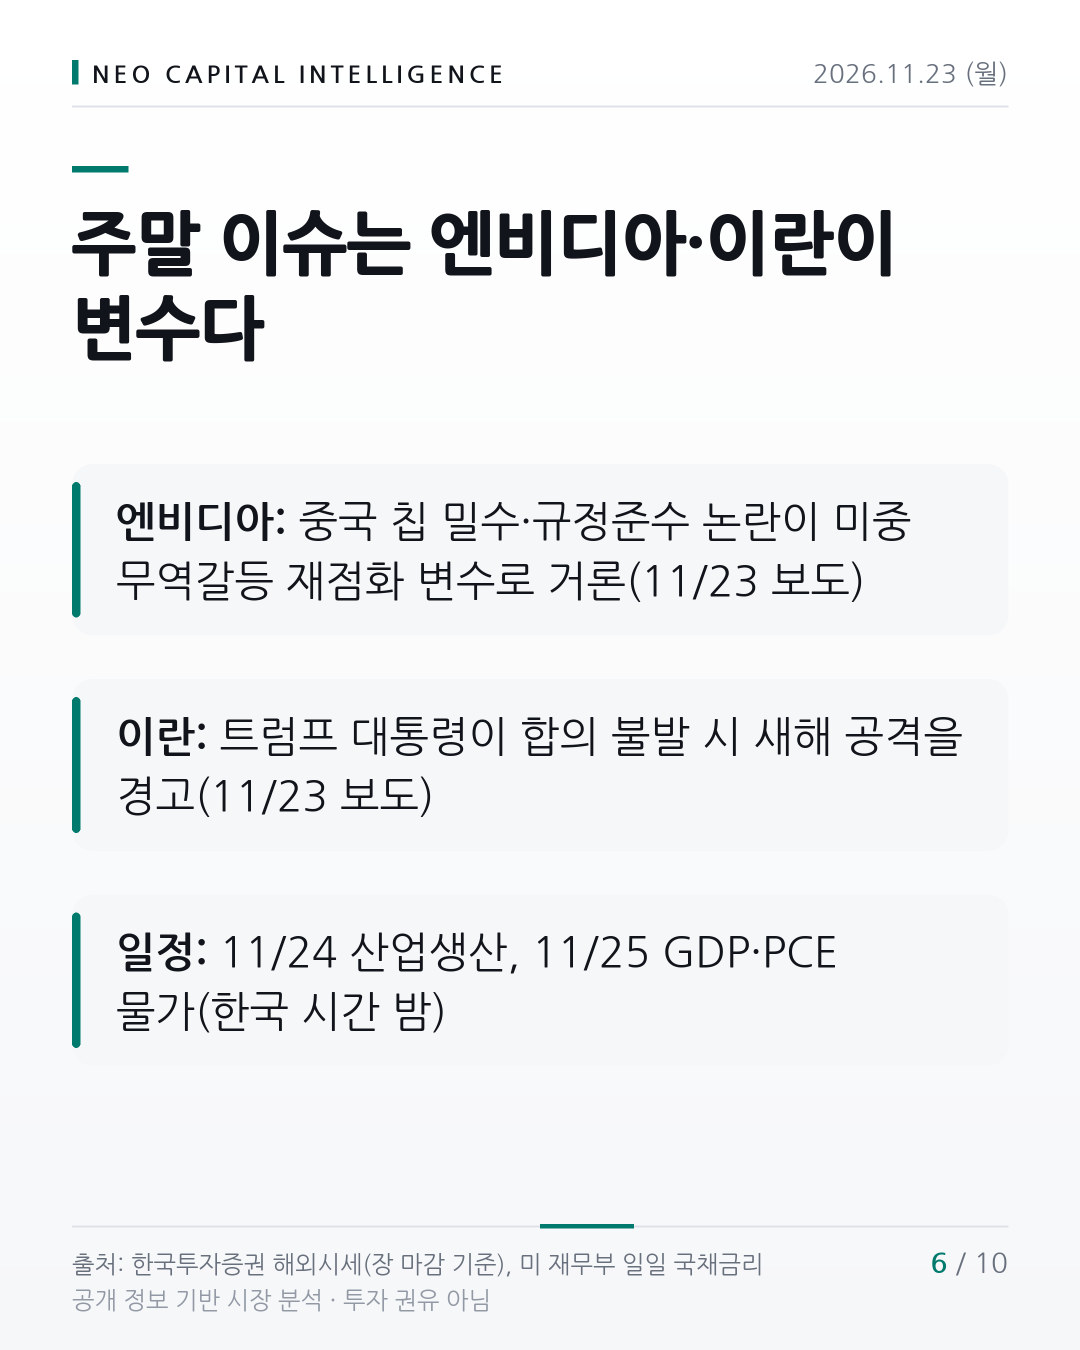 NEO CAPITAL INTELLIGENCE
2026.11.23 (월)
주말 이슈는 엔비디아·이란이
변수다
엔비디아: 중국 칩 밀수·규정준수 논란이 미중
무역갈등 재점화 변수로 거론(11/23 보도)
이란: 트럼프 대통령이 합의 불발 시 새해 공격을
경고(11/23 보도)
일정: 11/24 산업생산, 11/25 GDP·PCE
물가(한국 시간 밤)
출처: 한국투자증권 해외시세(장 마감 기준), 미 재무부 일일 국채금리
6 / 10
공개 정보 기반 시장 분석 · 투자 권유 아님